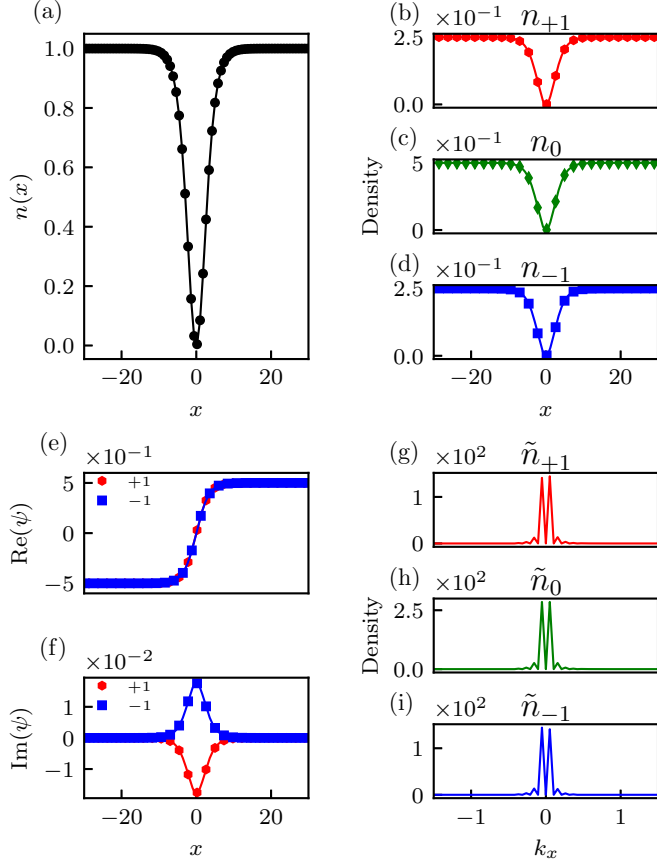 (a)
n(x)
1.0
0.8
0.6
0.4
0.2
0.0
−20 0 20
x
(b) ×10⁻¹ n₊₁
2.5
0.0
(c) ×10⁻¹ n₀
5
0
Density
(d) ×10⁻¹ n₋₁
2.5
0.0
−20 0 20
x
(e)
×10⁻¹
Re(ψ)
5
0
−5
+1
−1
(f)
×10⁻²
Im(ψ)
1
0
−1
+1
−1
−20 0 20
x
(g) ×10² ñ₊₁
1
0
(h) ×10² ñ₀
2.5
0.0
Density
(i) ×10² ñ₋₁
1
0
−1 0 1
kₓ